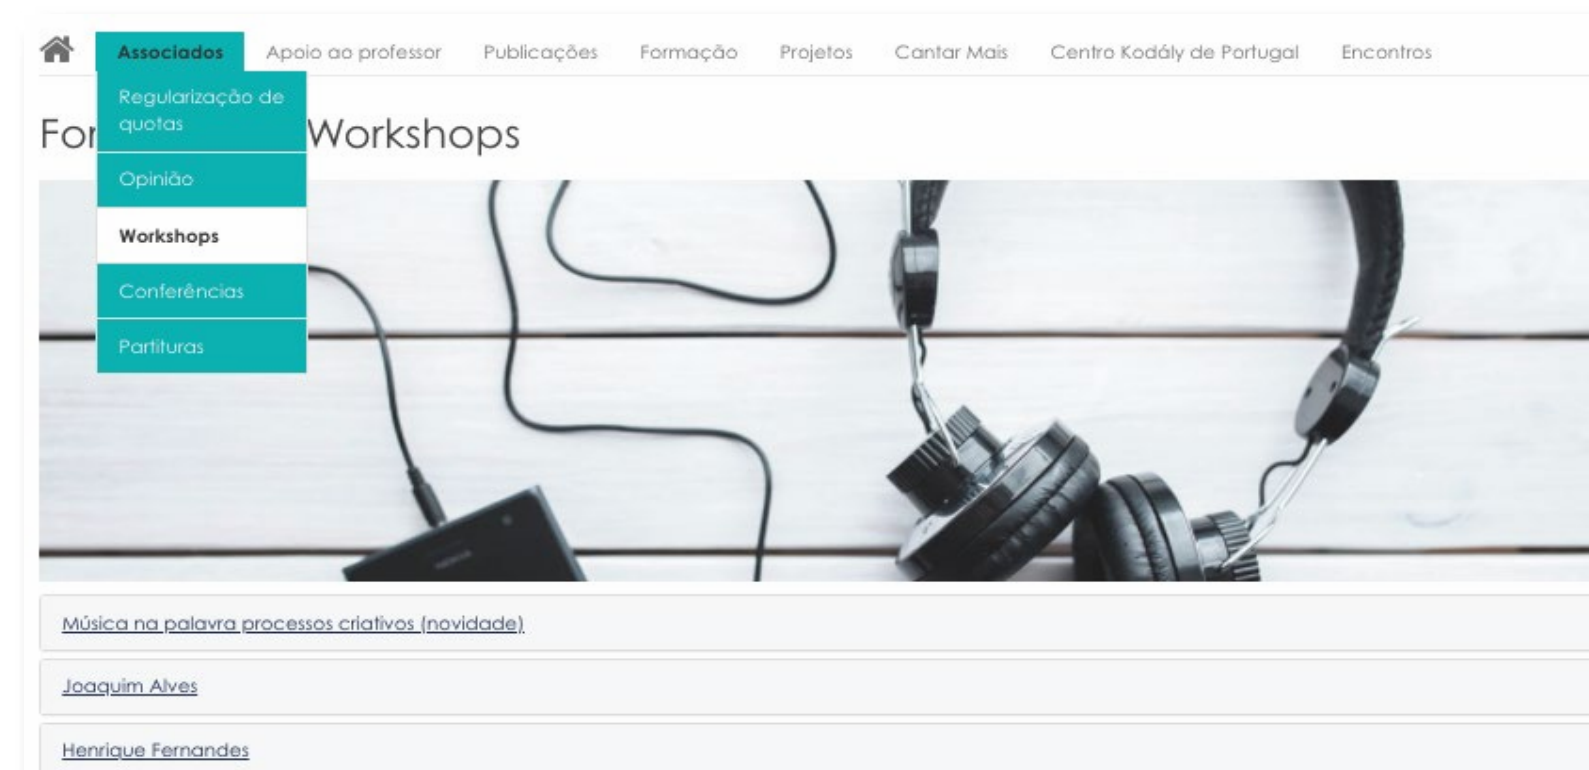 Associados Apoio ao professor Publicações Formação Projetos Cantar Mais Centro Kodály de Portugal Encontros
Regularização de
quotas
Opinião
Workshops
Conferências
Partituras
Workshops
Música na palavra processos criativos (novidade)
Joaquim Alves
Henrique Fernandes